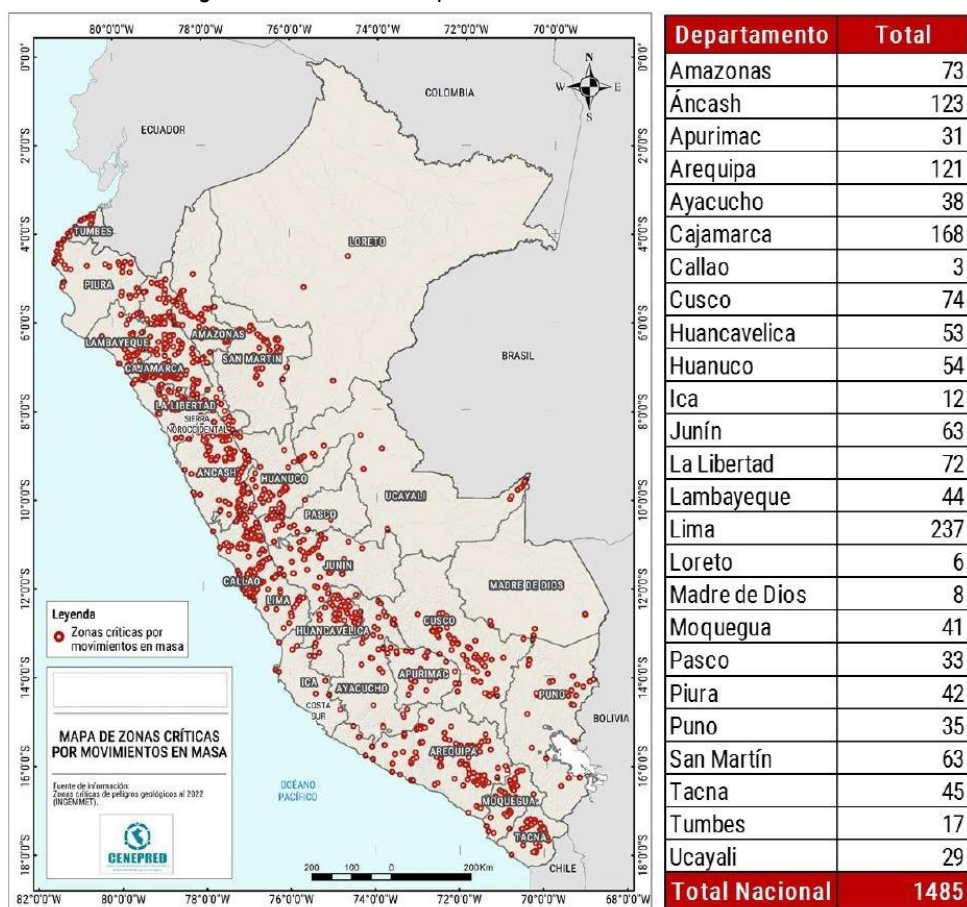 80°0'0"W 78°0'0"W 76°0'0"W 74°0'0"W 72°0'0"W 70°0'0"W
0°0'0"
2°0'0"S
4°0'0"S
6°0'0"S
8°0'0"S
10°0'0"S
12°0'0"S
14°0'0"S
16°0'0"S
18°0'0"S
N
W E
S
COLOMBIA
ECUADOR
TUMBES
LORETO
PIURA
AMAZONAS
LAMBAYEQUE
SAN MARTIN
BRASIL
CAJAMARCA
LA LIBERTAD
SIERRA
NOROCCIDENTAL
ANCASH
HUANUCO
UCAYALI
PASCO
JUNÍN
CALLAO
MADRE DE DIOS
LIMA
CUSCO
HUANCAVELICA
APURIMAC
ICA
AYACUCHO
PUNO
COSTA
SUR
BOLIVIA
AREQUIPA
OCÉANO
PACÍFICO
MOQUEGUA
TACNA
CHILE
Leyenda
Zonas críticas por
movimientos en masa
MAPA DE ZONAS CRÍTICAS
POR MOVIMIENTOS EN MASA
Fuente de información:
Zonas críticas de peligros geológicos al 2022
(INGEMMET).
CENEPRED
200 100 0 200Km
82°0'0"W 80°0'0"W 78°0'0"W 76°0'0"W 74°0'0"W 72°0'0"W 70°0'0"W 68°0'0"W
Departamento Total
Amazonas 73
Áncash 123
Apurimac 31
Arequipa 121
Ayacucho 38
Cajamarca 168
Callao 3
Cusco 74
Huancavelica 53
Huanuco 54
Ica 12
Junín 63
La Libertad 72
Lambayeque 44
Lima 237
Loreto 6
Madre de Dios 8
Moquegua 41
Pasco 33
Piura 42
Puno 35
San Martín 63
Tacna 45
Tumbes 17
Ucayali 29
Total Nacional 1485